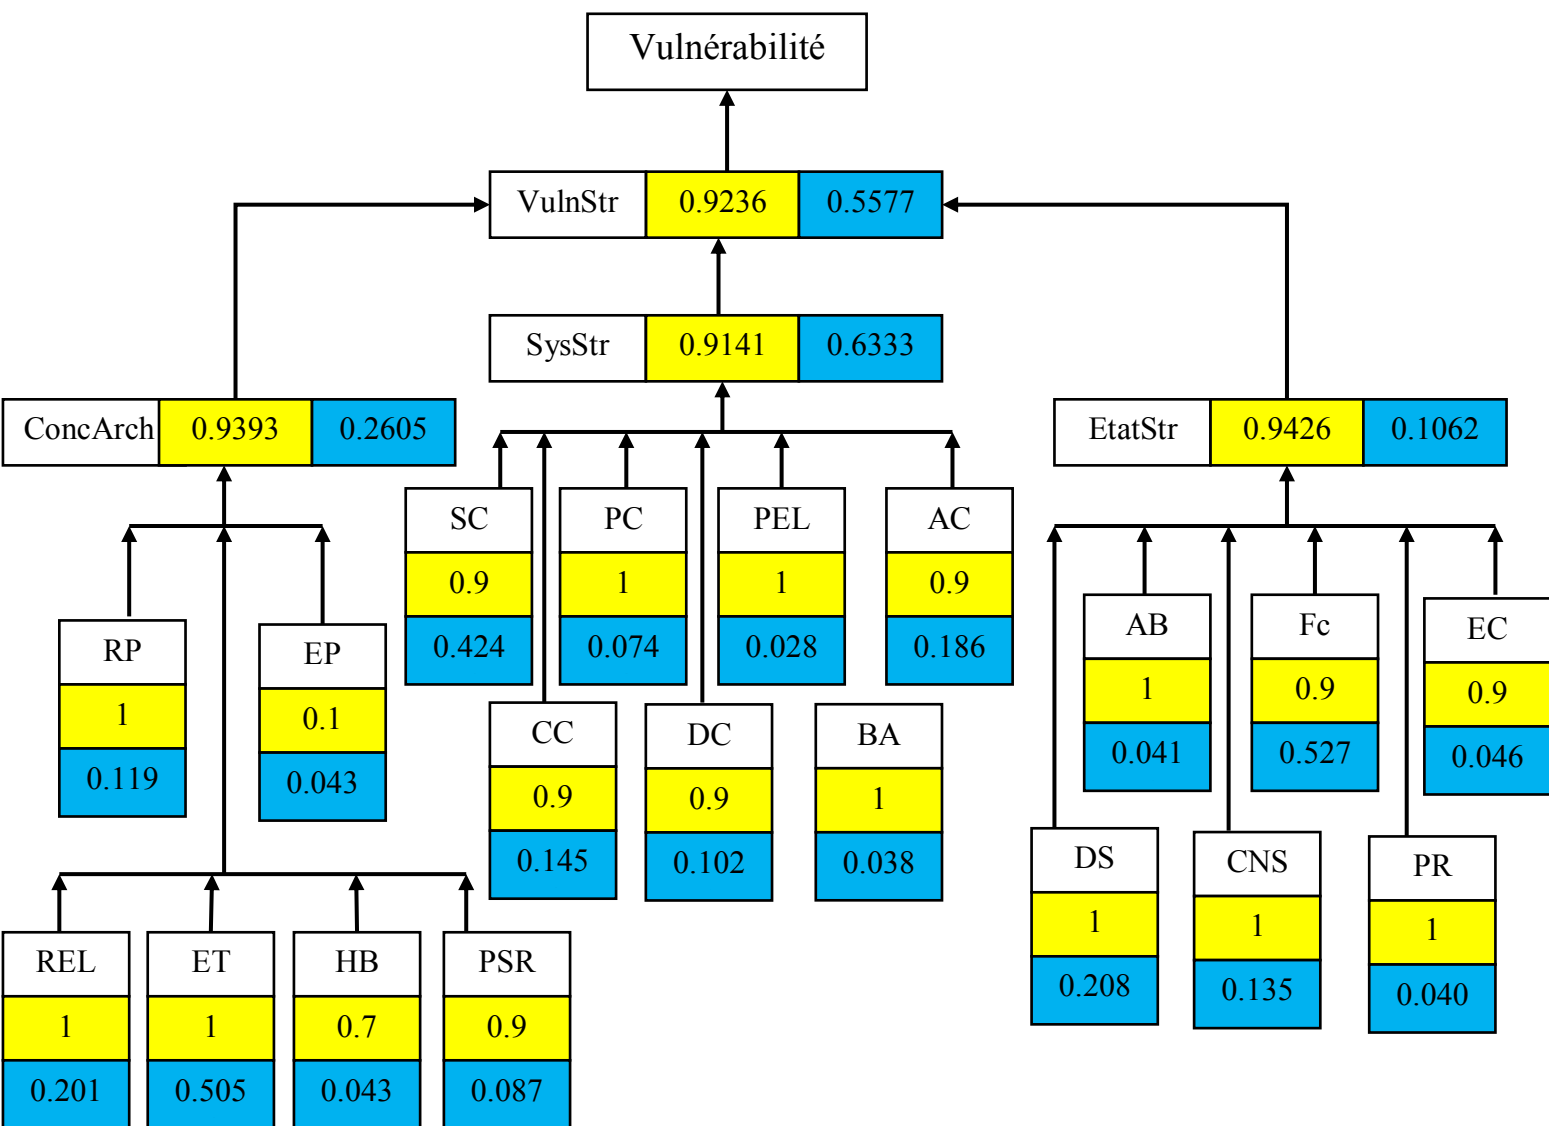 Vulnérabilité
VulnStr 0.9236 0.5577
SysStr 0.9141 0.6333
ConcArch 0.9393 0.2605
EtatStr 0.9426 0.1062
SC PC PEL AC
0.9 1 1 0.9
0.424 0.074 0.028 0.186
RP EP
1 0.1
0.119 0.043
AB Fc EC
1 0.9 0.9
0.041 0.527 0.046
CC DC BA
0.9 0.9 1
0.145 0.102 0.038
DS CNS PR
1 1 1
0.208 0.135 0.040
REL ET HB PSR
1 1 0.7 0.9
0.201 0.505 0.043 0.087